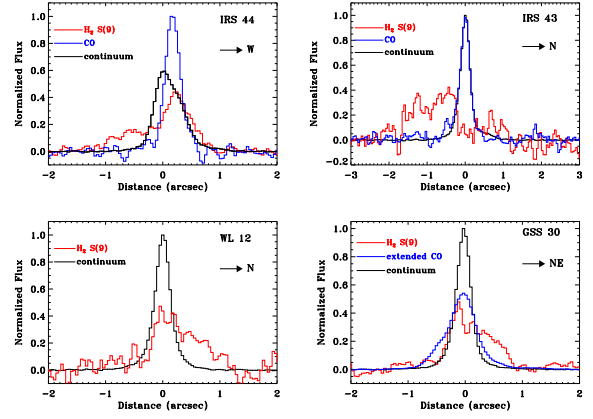 IRS 44
H₂ S(9)
CO
continuum
W
Normalized Flux
1.0
0.8
0.6
0.4
0.2
0.0
-2 -1 0 1 2
Distance (arcsec)
IRS 43
H₂ S(9)
CO
continuum
N
Normalized Flux
1.0
0.8
0.6
0.4
0.2
0.0
-0.2
-3 -2 -1 0 1 2 3
Distance (arcsec)
WL 12
H₂ S(9)
continuum
N
Normalized Flux
1.0
0.8
0.6
0.4
0.2
0.0
-2 -1 0 1 2
Distance (arcsec)
GSS 30
H₂ S(9)
extended CO
continuum
NE
Normalized Flux
1.0
0.8
0.6
0.4
0.2
0.0
-2 -1 0 1 2
Distance (arcsec)